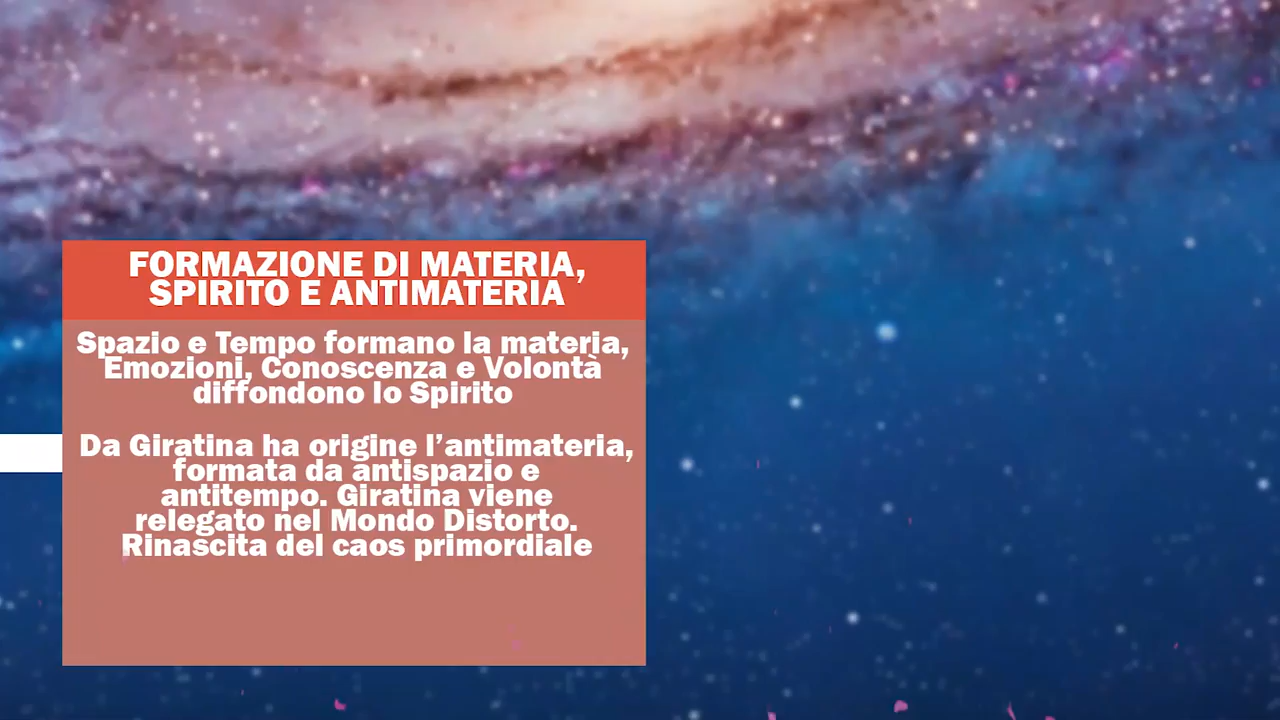 FORMAZIONE DI MATERIA,
SPIRITO E ANTIMATERIA
Spazio e Tempo formano la materia,
Emozioni, Conoscenza e Volontà
diffondono lo Spirito
Da Giratina ha origine l’antimateria,
formata da antispazio e
antitempo. Giratina viene
relegato nel Mondo Distorto.
Rinascita del caos primordiale